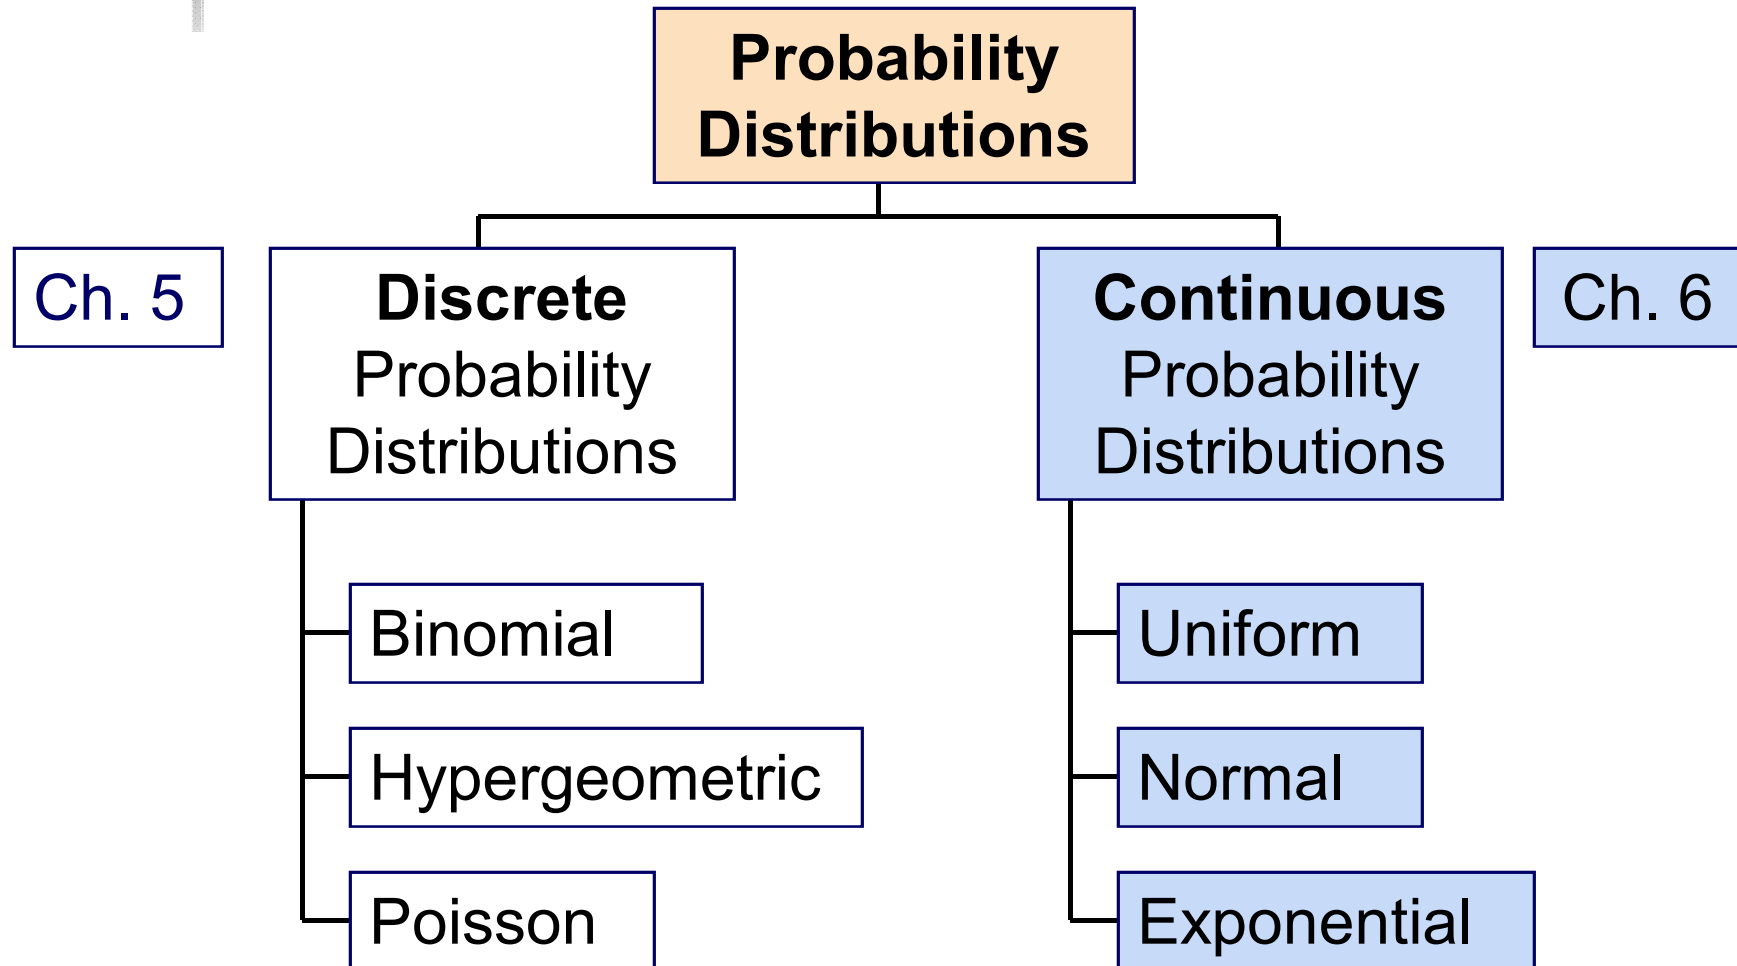 Probability
Distributions
Ch. 5
Discrete
Probability
Distributions
Continuous
Probability
Distributions
Ch. 6
Binomial
Hypergeometric
Poisson
Uniform
Normal
Exponential